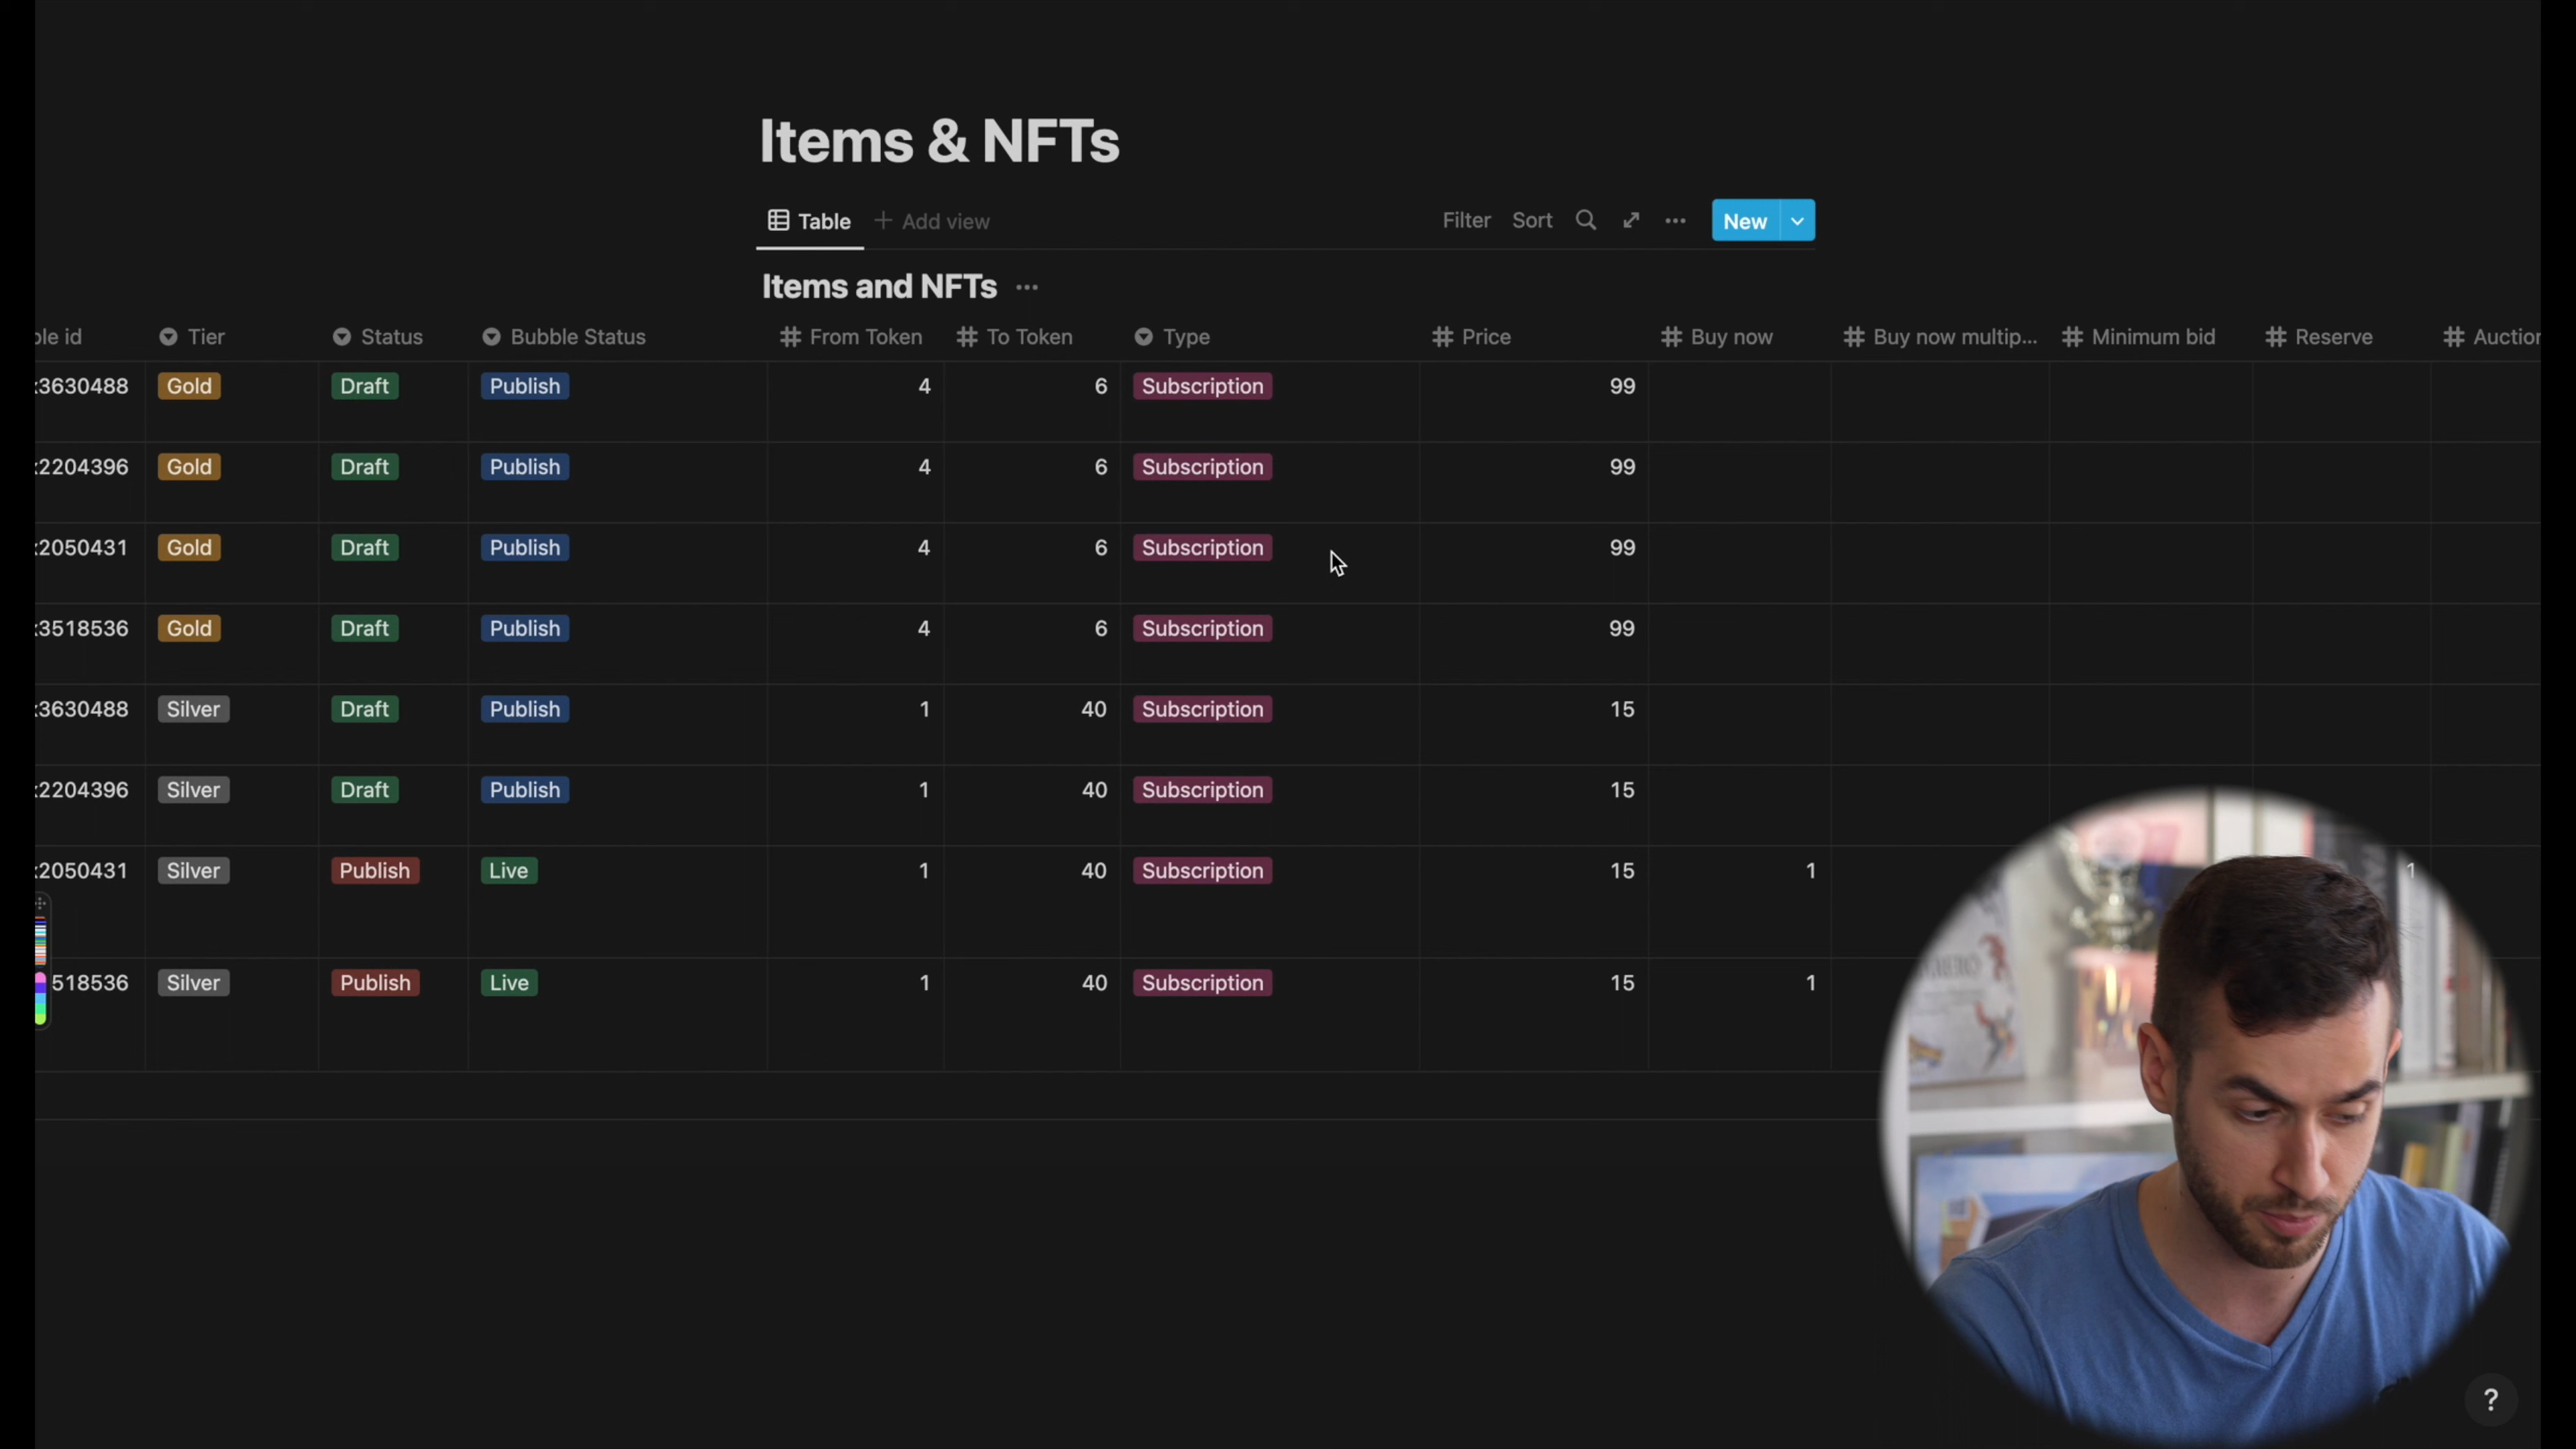 Items & NFTs
Table Add view Filter Sort New
Items and NFTs
ble id Tier Status Bubble Status From Token To Token Type Price Buy now Buy now multip... Minimum bid Reserve
:3630488 Gold Draft Publish 4 6 Subscription 99
:2204396 Gold Draft Publish 4 6 Subscription 99
:2050431 Gold Draft Publish 4 6 Subscription 99
:3518536 Gold Draft Publish 4 6 Subscription 99
:3630488 Silver Draft Publish 1 40 Subscription 15
:2204396 Silver Draft Publish 1 40 Subscription 15
:2050431 Silver Publish Live 1 40 Subscription 15 1 1
518536 Silver Publish Live 1 40 Subscription 15 1
?